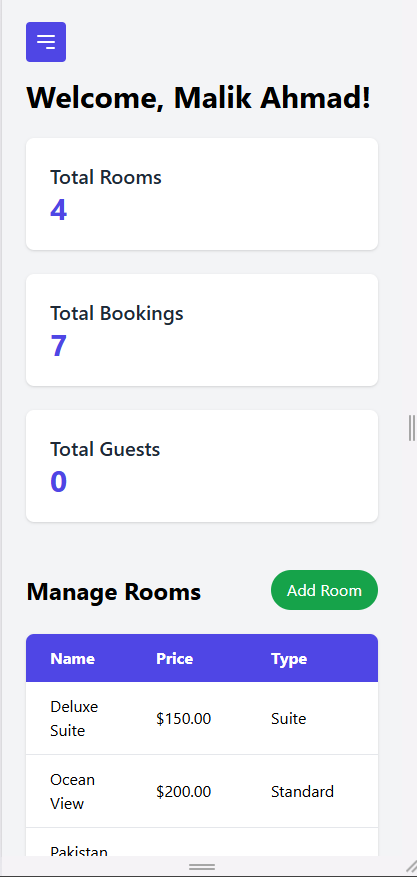 Welcome, Malik Ahmad!
Total Rooms
4
Total Bookings
7
Total Guests
0
Manage Rooms Add Room
Name Price Type
Deluxe
Suite
$150.00 Suite
Ocean
View
$200.00 Standard
Pakistan